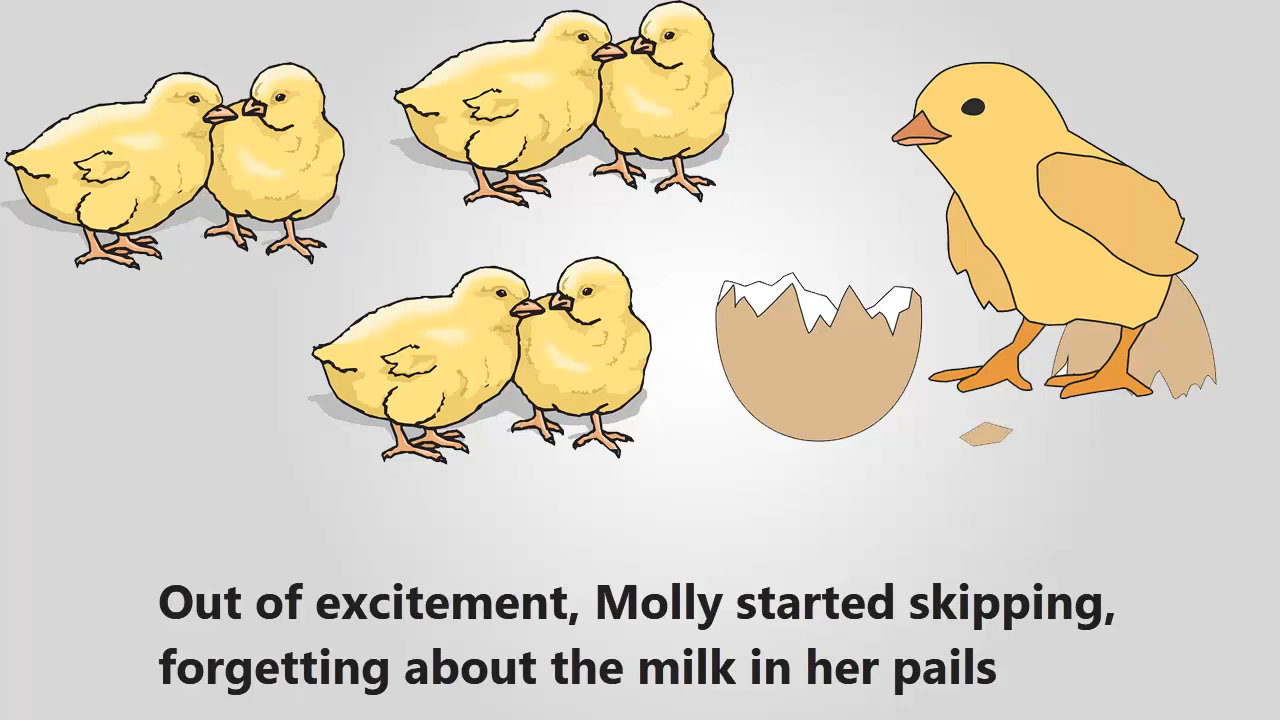 Out of excitement, Molly started skipping,
forgetting about the milk in her pails